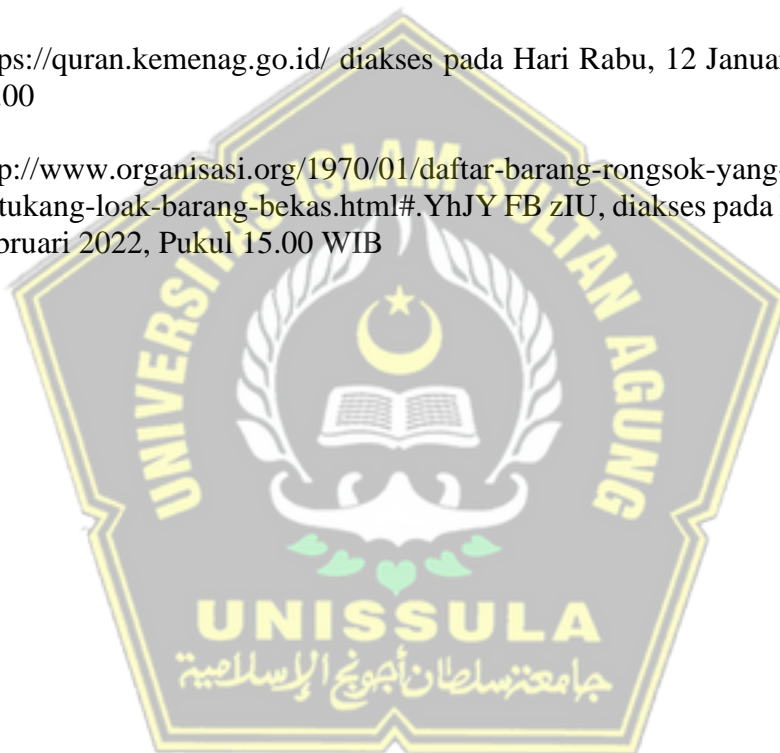 ps://quran.kemenag.go.id/ diakses pada Hari Rabu, 12 Januar
.00
p://www.organisasi.org/1970/01/daftar-barang-rongsok-yang-
tukang-loak-barang-bekas.html#.YhJY FB zIU, diakses pada
bruari 2022, Pukul 15.00 WIB
UNIVERSITAS ISLAM SULTAN AGUNG
UNISSULA
جامعة سلطان أجونج الإسلامية